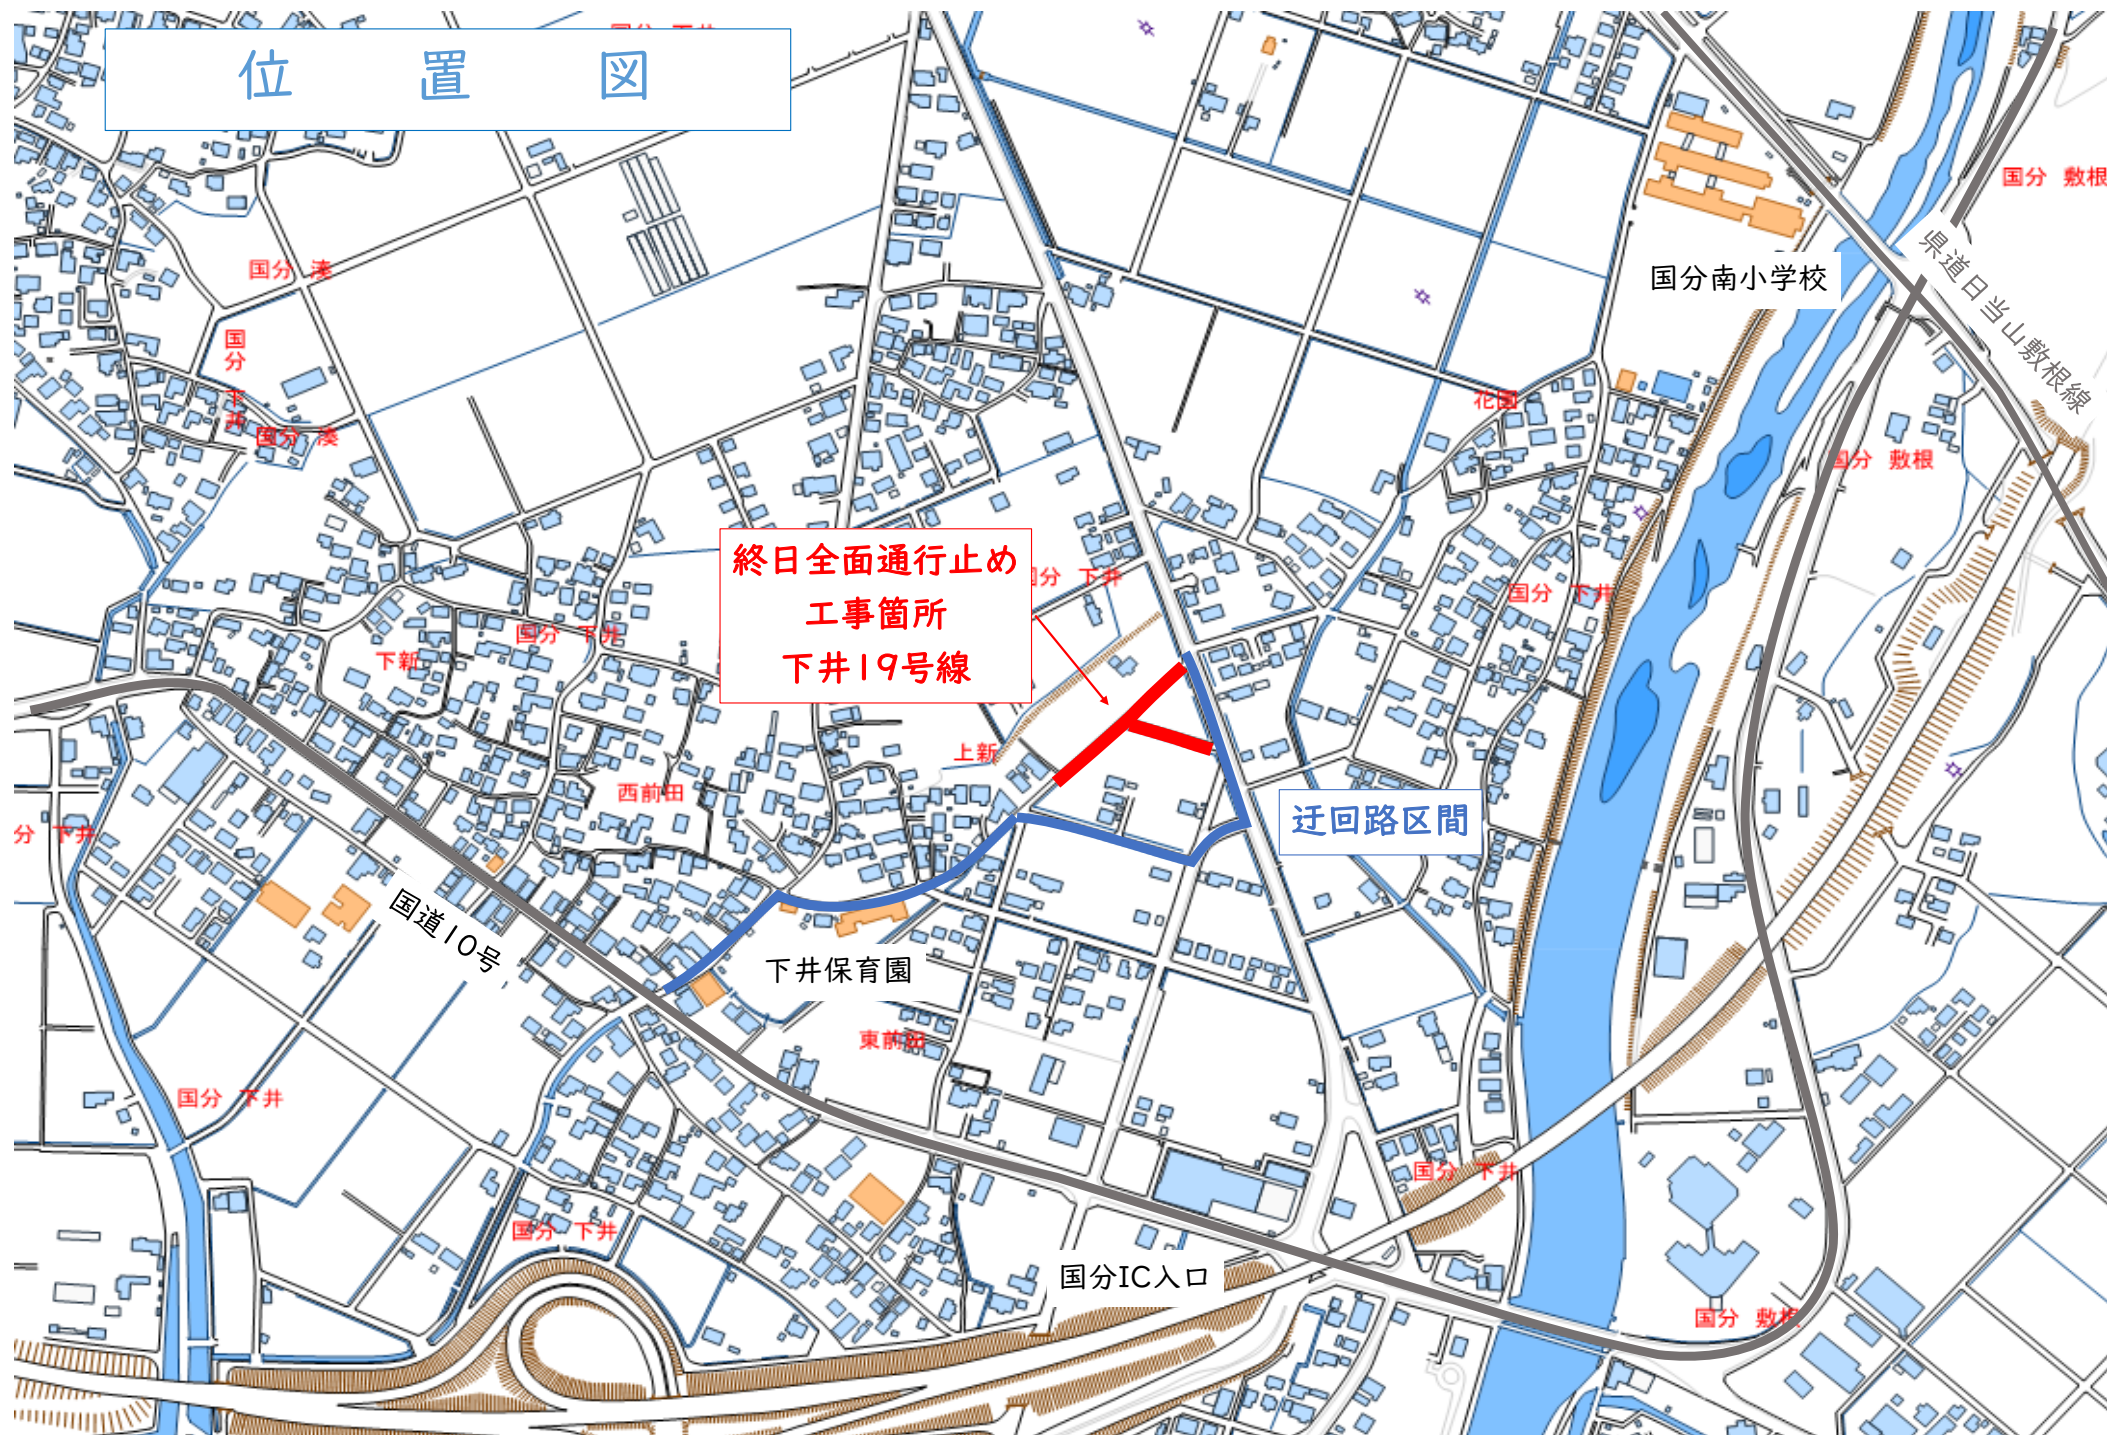 位置図
国分 敷根
国分南小学校
国分 湊
県道日当山敷根線
国分 下井
花園
国分 湊
国分 敷根
終日全面通行止め
工事箇所
下井19号線
国分 下井
国分 下井
国分 下井
下新
上新
西前田
迂回路区間
分 下井
国道10号
下井保育園
東前田
国分 下井
国分 下井
国分 下井
国分IC入口
国分 敷根